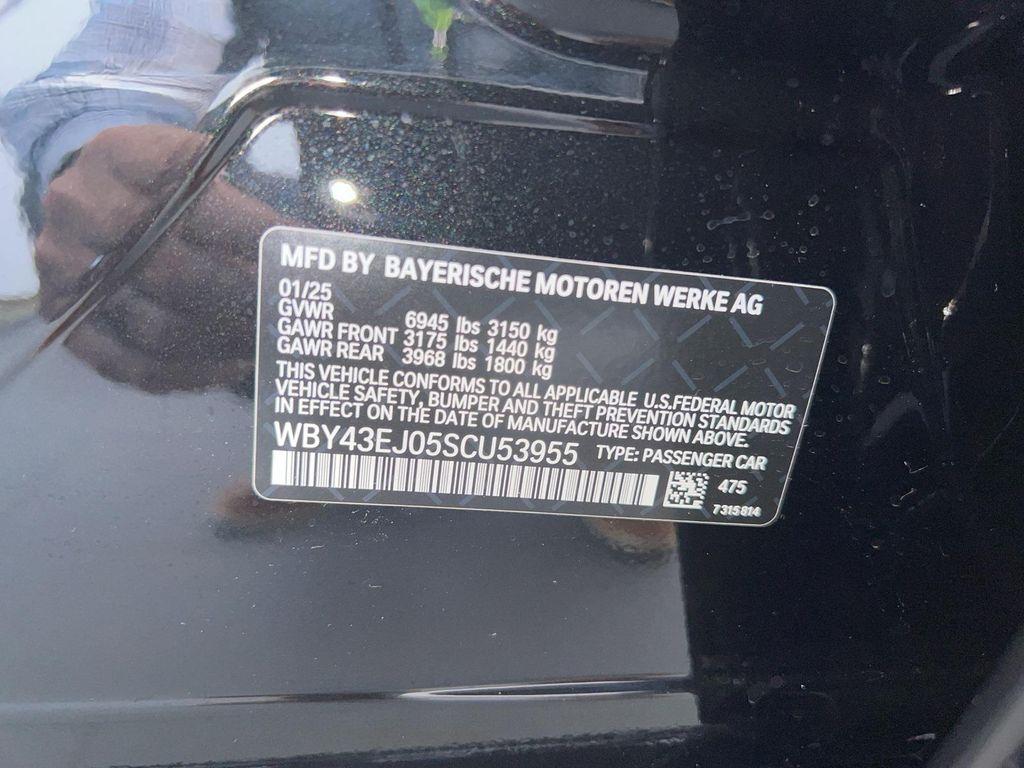 MFD BY BAYERISCHE MOTOREN WERKE AG
01/25
GVWR 6945 lbs 3150 kg
GAWR FRONT 3175 lbs 1440 kg
GAWR REAR 3968 lbs 1800 kg
THIS VEHICLE CONFORMS TO ALL APPLICABLE U.S.FEDERAL MOTOR
VEHICLE SAFETY, BUMPER AND THEFT PREVENTION STANDARDS
IN EFFECT ON THE DATE OF MANUFACTURE SHOWN ABOVE.
WBY43EJ05SCU53955 TYPE: PASSENGER CAR
475
7315814